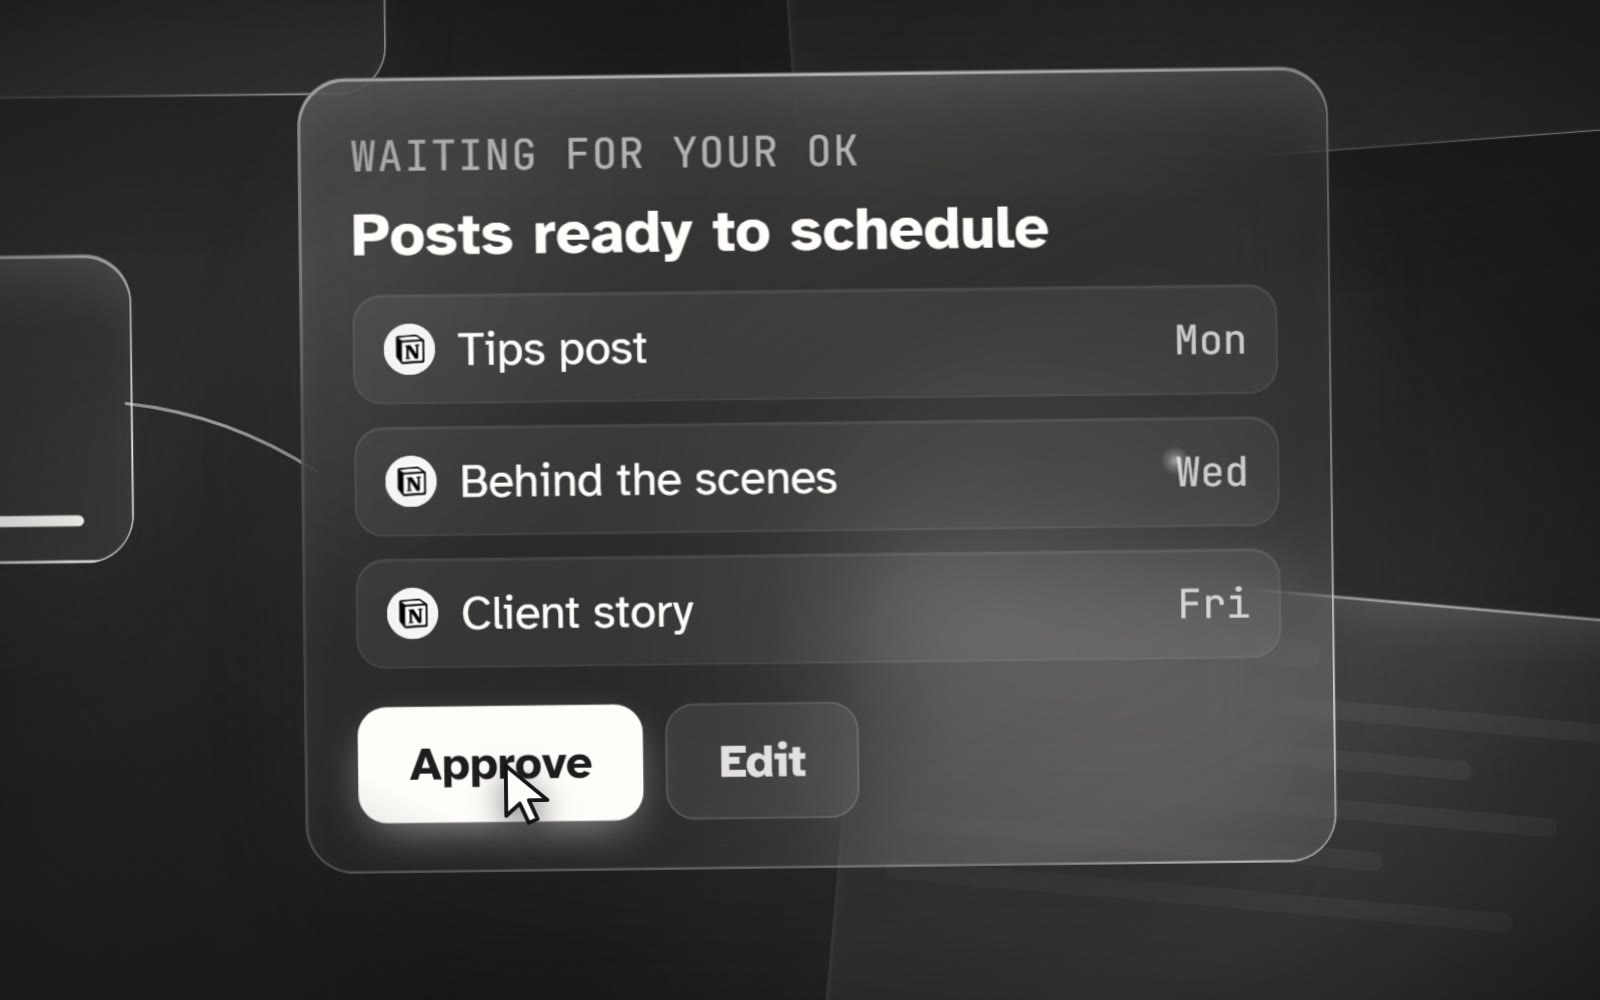 WAITING FOR YOUR OK
Posts ready to schedule
Tips post Mon
Behind the scenes Wed
Client story Fri
Approve Edit